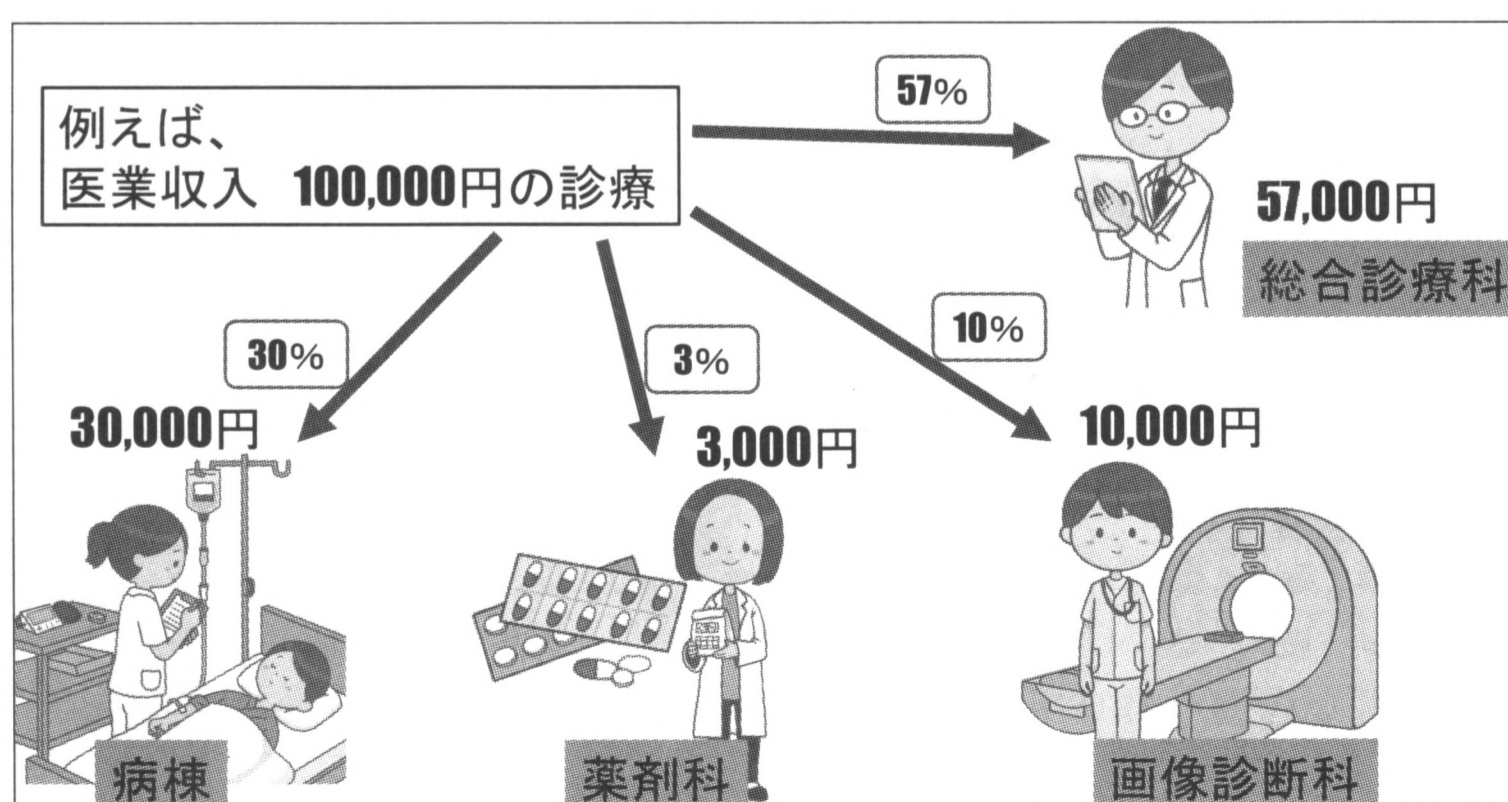 例えば、
医業収入 100,000円の診療
57%
57,000円
総合診療科
30%
30,000円
病棟
3%
3,000円
薬剤科
10%
10,000円
画像診断科